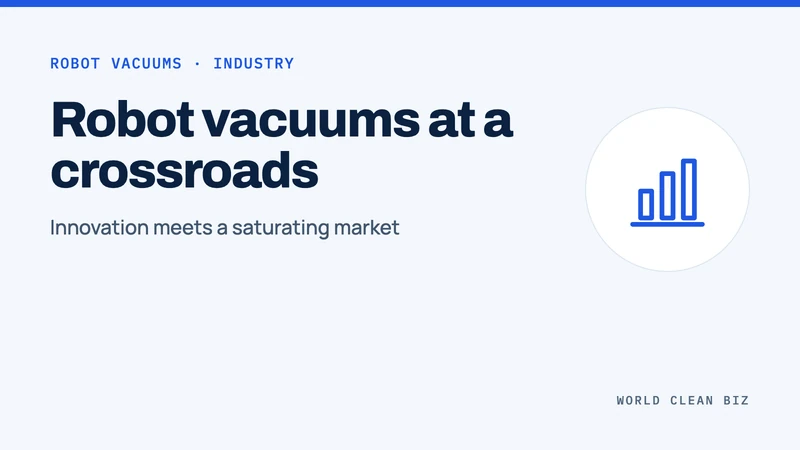 ROBOT VACUUMS · INDUSTRY
Robot vacuums at a
crossroads
Innovation meets a saturating market
WORLD CLEAN BIZ